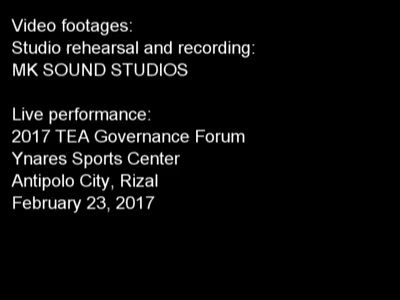 Video footages:
Studio rehearsal and recording:
MK SOUND STUDIOS
Live performance:
2017 TEA Governance Forum
Ynares Sports Center
Antipolo City, Rizal
February 23, 2017